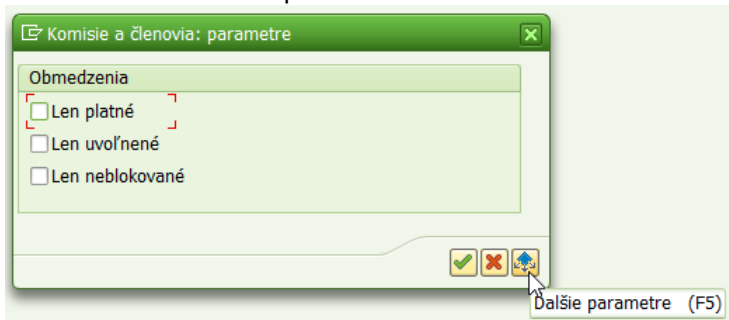 Komisie a členovia: parametre
Obmedzenia
Len platné
Len uvoľnené
Len neblokované
Ďalšie parametre (F5)